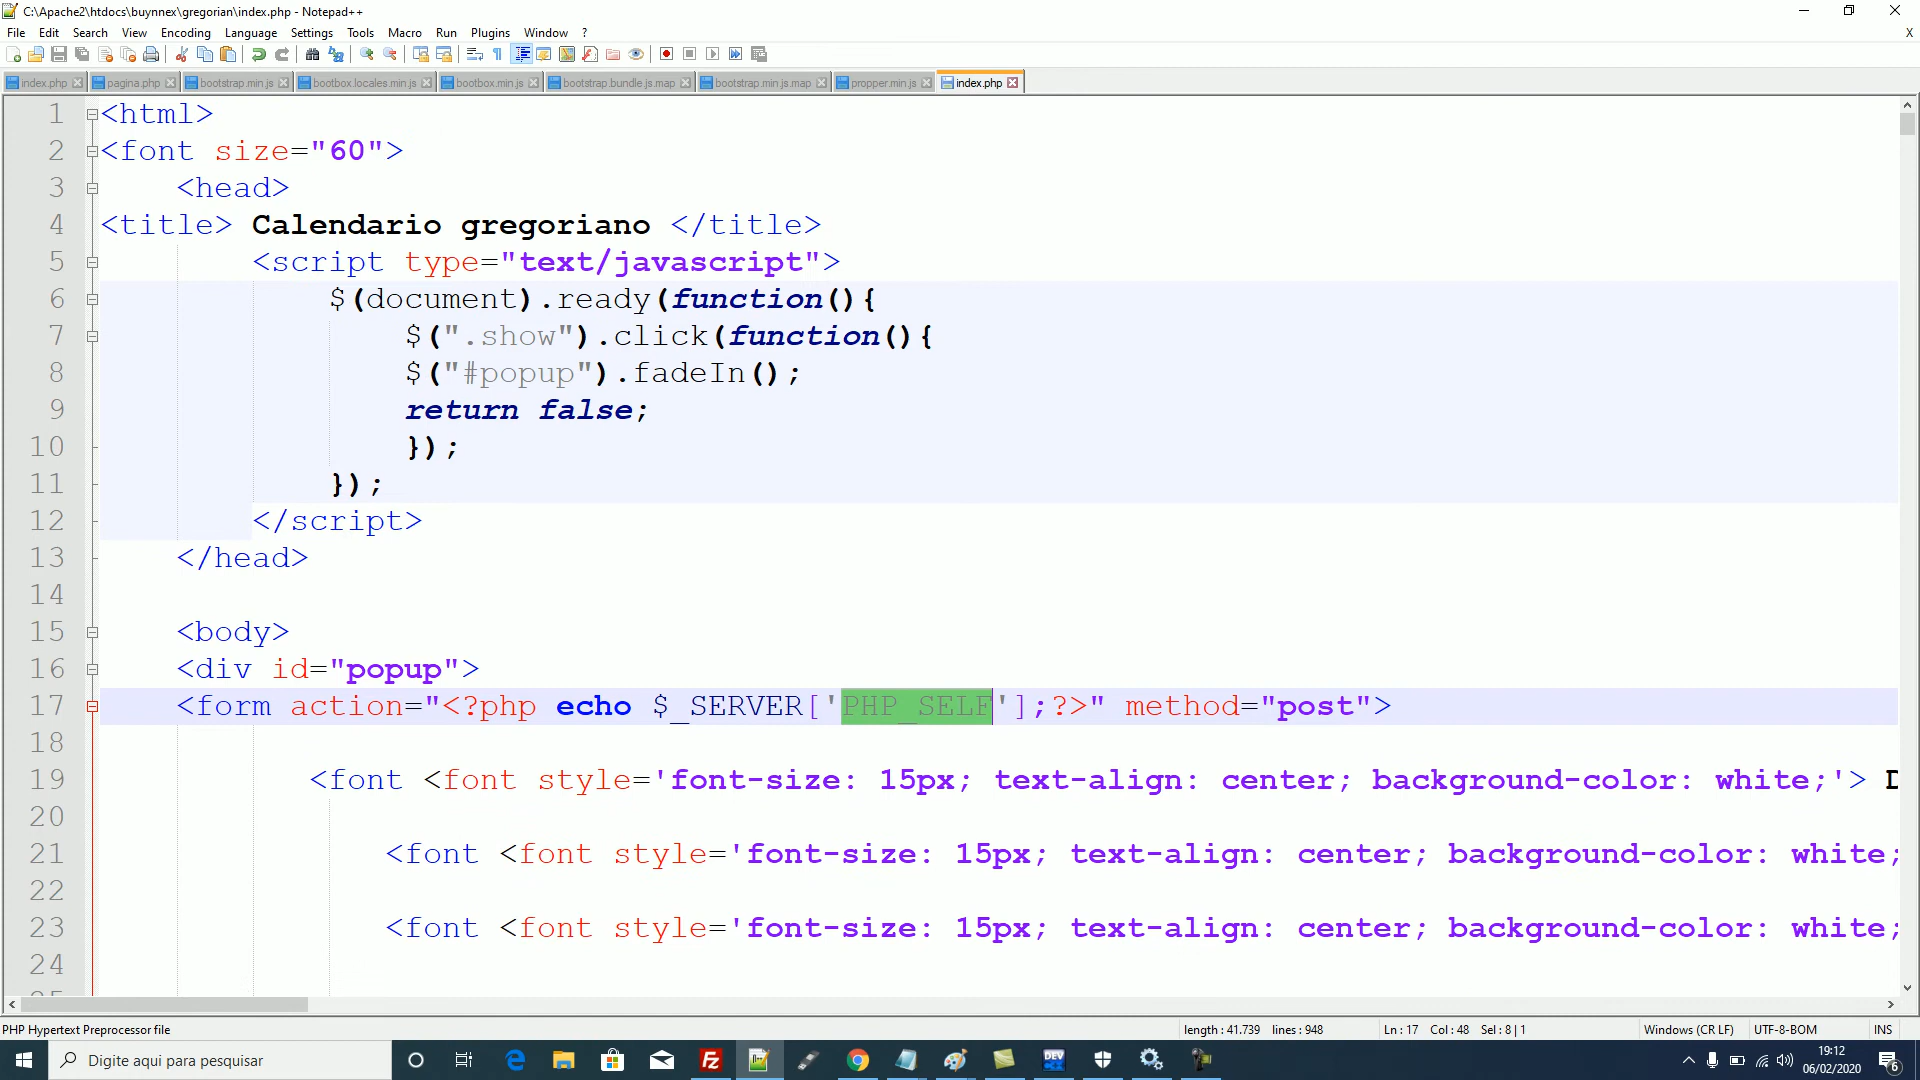 C:\Apache2\htdocs\buynnex\gregorian\index.php - Notepad++
File Edit Search View Encoding Language Settings Tools Macro Run Plugins Window ? X
index.php pagina.php bootstrap.min.js bootbox.locales.min.js bootbox.min.js bootstrap.bundle.js.map bootstrap.min.js.map propper.min.js index.php
1 <html>
2 <font size="60">
3 <head>
4 <title> Calendario gregoriano </title>
5 <script type="text/javascript">
6 $(document).ready(function(){
7 $(".show").click(function(){
8 $("#popup").fadeIn();
9 return false;
10 });
11 });
12 </script>
13 </head>
14
15 <body>
16 <div id="popup">
17 <form action="<?php echo $_SERVER['PHP_SELF'];?>" method="post">
18
19 <font <font style='font-size: 15px; text-align: center; background-color: white;'> D
20
21 <font <font style='font-size: 15px; text-align: center; background-color: white;
22
23 <font <font style='font-size: 15px; text-align: center; background-color: white;
24
PHP Hypertext Preprocessor file length : 41.739 lines : 948 Ln : 17 Col : 48 Sel : 8 | 1 Windows (CR LF) UTF-8-BOM INS
Digite aqui para pesquisar
DEV
19:12
06/02/2020
6